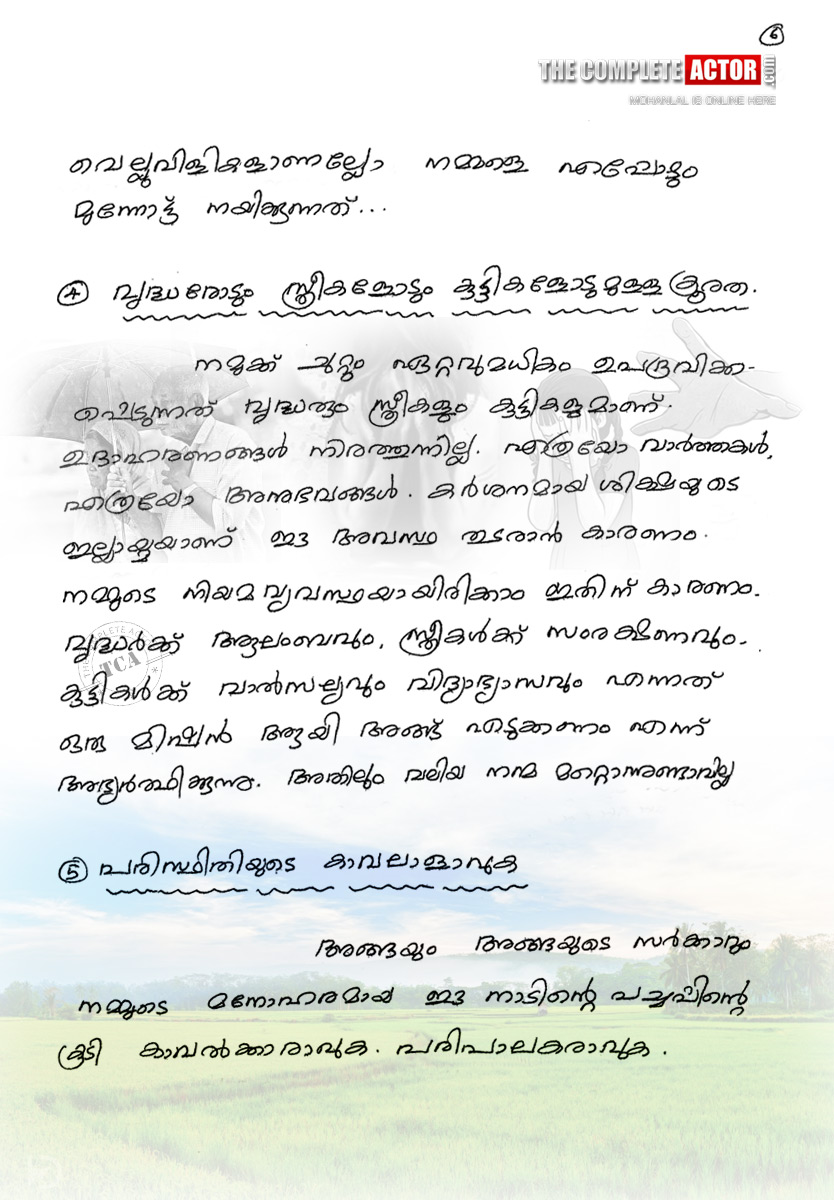 6
THE COMPLETE ACTOR .COM
MOHANLAL IS ONLINE HERE
വെല്ലുവിളികളാണല്ലോ നമ്മളെ എപ്പോഴും
മുന്നോട്ട് നയിക്കുന്നത്...
4 വൃദ്ധരോടും സ്ത്രീകളോടും കുട്ടികളോടുമുള്ള ക്രൂരത.
നമുക്ക് ചുറ്റും ഏറ്റവുമധികം ഉപദ്രവിക്ക-
പ്പെടുന്നത് വൃദ്ധരും സ്ത്രീകളും കുട്ടികളുമാണ്.
ഉദാഹരണങ്ങൾ നിരത്തുന്നില്ല. എത്രയോ വാർത്തകൾ,
എത്രയോ അനുഭവങ്ങൾ. കർശനമായ ശിക്ഷയുടെ
ഇല്ലായ്മയാണ് ഈ അവസ്ഥ തുടരാൻ കാരണം.
നമ്മുടെ നിയമവ്യവസ്ഥയായിരിക്കാം ഇതിന് കാരണം.
വൃദ്ധർക്ക് ആലംബവും, സ്ത്രീകൾക്ക് സംരക്ഷണവും..
കുട്ടികൾക്ക് വാൽസല്യവും വിദ്യാഭ്യാസവും എന്നത്
ഒരു മിഷൻ ആയി അങ്ങ് എടുക്കണം എന്ന്
അഭ്യർത്ഥിക്കുന്നു. അതിലും വലിയ നന്മ മറ്റൊന്നുണ്ടാവില്ല
THE COMPLETE ACTOR TCA
5 പരിസ്ഥിതിയുടെ കാവലാളാവുക
അങ്ങയും അങ്ങയുടെ സർക്കാരും
നമ്മുടെ മനോഹരമായ ഈ നാടിന്റെ പച്ചപ്പിന്റെ
കൂടി കാവൽക്കാരാവുക. പരിപാലകരാവുക.